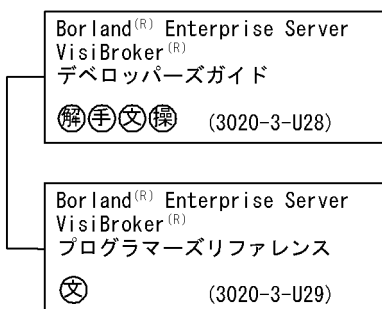 Borland(R) Enterprise Server
VisiBroker(R)
デベロッパーズガイド
解手文操 (3020-3-U28)
Borland(R) Enterprise Server
VisiBroker(R)
プログラマーズリファレンス
文 (3020-3-U29)